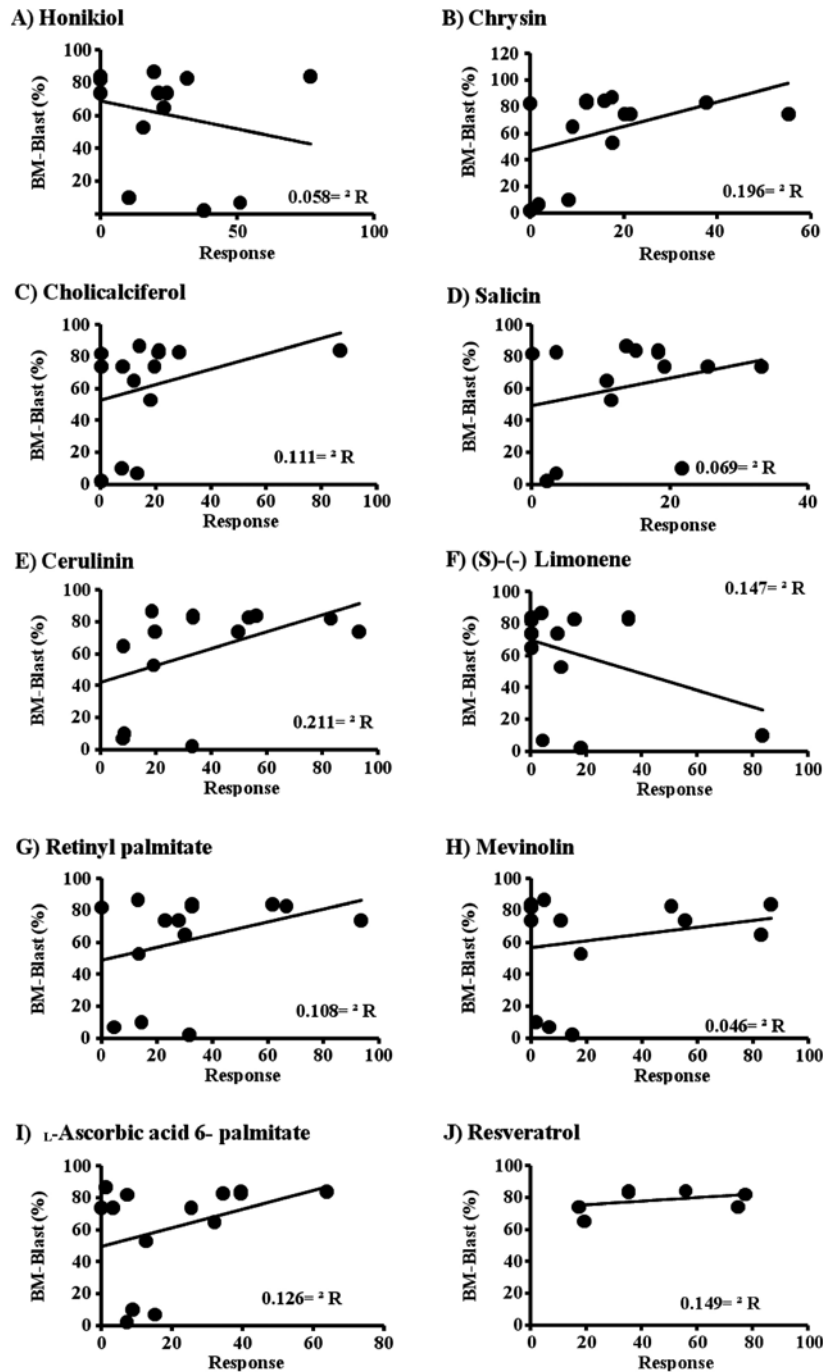 A) Honikiol
BM-Blast (%)
100
80
60
40
20
0
50
100
0.058= ² R
Response
B) Chrysin
BM-Blast (%)
120
100
80
60
40
20
0
0
20
40
60
0.196= ² R
Response
C) Cholicalciferol
BM-Blast (%)
100
80
60
40
20
0
0
20
40
60
80
100
0.111= ² R
Response
D) Salicin
BM-Blast (%)
100
80
60
40
20
0
0
20
40
0.069= ² R
Response
E) Cerulinin
BM-Blast (%)
100
80
60
40
20
0
0
20
40
60
80
100
0.211= ² R
Response
F) (S)-(-) Limonene
0.147= ² R
BM-Blast (%)
100
80
60
40
20
0
0
20
40
60
80
100
Response
G) Retinyl palmitate
BM-Blast (%)
100
80
60
40
20
0
0
20
40
60
80
100
0.108= ² R
Response
H) Mevinolin
BM-Blast (%)
100
80
60
40
20
0
0
20
40
60
80
100
0.046= ² R
Response
I) L-Ascorbic acid 6- palmitate
BM-Blast (%)
100
80
60
40
20
0
0
20
40
60
80
0.126= ² R
Response
J) Resveratrol
BM-Blast (%)
100
80
60
40
20
0
0
20
40
60
80
100
0.149= ² R
Response